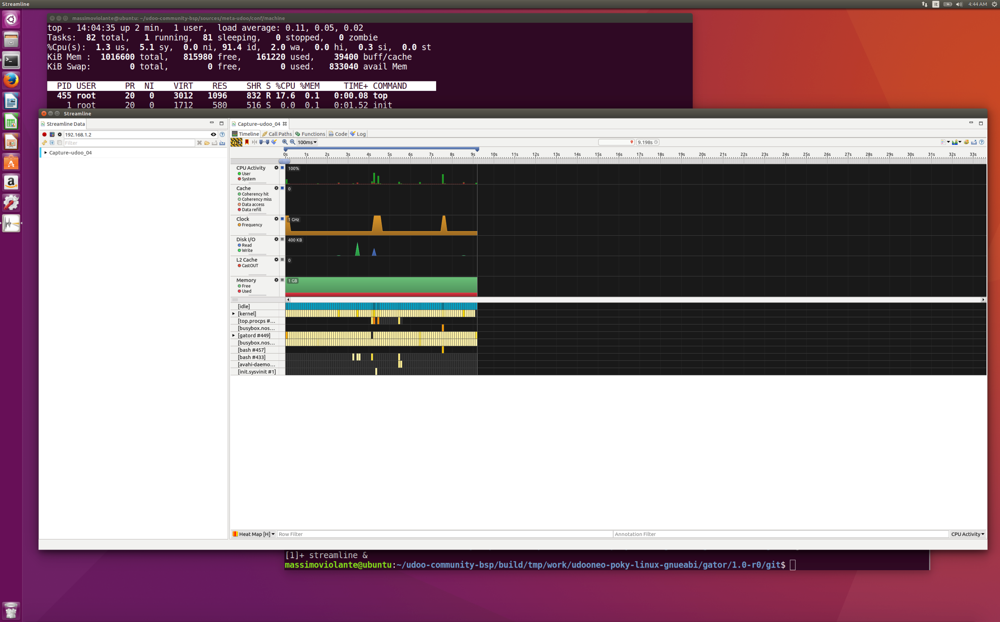 Streamline
It
4:44 AM
massimoviolante@ubuntu: ~/udoo-community-bsp/sources/meta-udoo/conf/machine
top - 14:04:35 up 2 min,  1 user,  load average: 0.11, 0.05, 0.02
Tasks:  82 total,   1 running,  81 sleeping,   0 stopped,   0 zombie
%Cpu(s):  1.3 us,  5.1 sy,  0.0 ni, 91.4 id,  2.0 wa,  0.0 hi,  0.3 si,  0.0 st
KiB Mem :  1016600 total,   815980 free,   161220 used,    39400 buff/cache
KiB Swap:        0 total,        0 free,        0 used.   833040 avail Mem
PID USER      PR  NI    VIRT    RES    SHR S %CPU %MEM     TIME+ COMMAND
455 root      20   0    3012   1096    832 R 17.6  0.1   0:00.08 top
1 root      20   0    1712    580    516 S  0.0  0.1   0:01.52 init
Streamline
Streamline Data
Capture--udoo_04
192.168.1.2
Filter
Capture--udoo_04
Timeline Call Paths Functions Code Log
3
100ms
9.198s
0s 1s 2s 3s 4s 5s 6s 7s 8s 9s 10s 11s 12s 13s 14s 15s 16s 17s 18s 19s 20s 21s 22s 23s 24s 25s 26s 27s 28s 29s 30s 31s 32s 33s
CPU Activity
User
System
100%
Cache
Coherency hit
Coherency miss
Data access
Data refill
0
Clock
Frequency
1 GHz
Disk I/O
Read
Write
400 KB
L2 Cache
CastOUT
0
Memory
Free
Used
1 GB
[idle]
[kernel]
[top.procps #...
[busybox.nos...
[gatord #449]
[busybox.nos...
[bash #457]
[bash #433]
[avahi-daemo...
[init.sysvinit #1]
Heat Map [H]
Row Filter
Annotation Filter
CPU Activity
[1]+ streamline &
massimoviolante@ubuntu:~/udoo-community-bsp/build/tmp/work/udooneo-poky-linux-gnueabi/gator/1.0-r0/git$